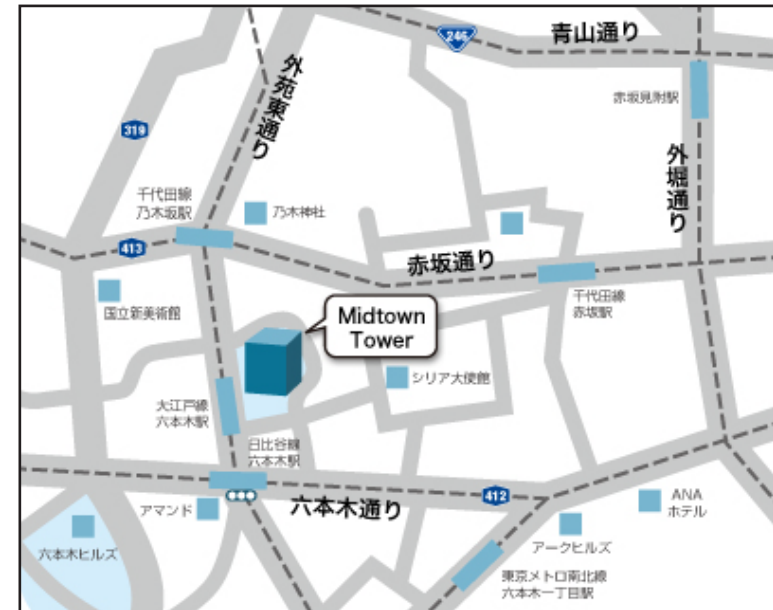 246
青山通り
外苑東通り
赤坂見附駅
319
外堀通り
千代田線
乃木坂駅
乃木神社
413
赤坂通り
千代田線
赤坂駅
国立新美術館
Midtown
Tower
シリア大使館
大江戸線
六本木駅
日比谷線
六本木駅
412
六本木通り
アマンド
ANA
ホテル
六本木ヒルズ
アークヒルズ
東京メトロ南北線
六本木一丁目駅